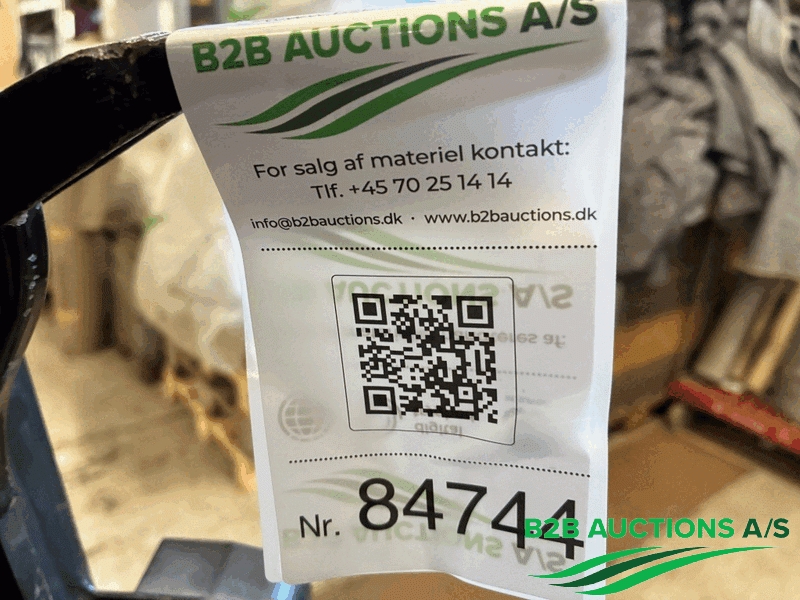 B2B AUCTIONS A/S
For salg af materiel kontakt:
Tlf. +45 70 25 14 14
info@b2bauctions.dk · www.b2bauctions.dk
Nr. 84744
B2B AUCTIONS A/S